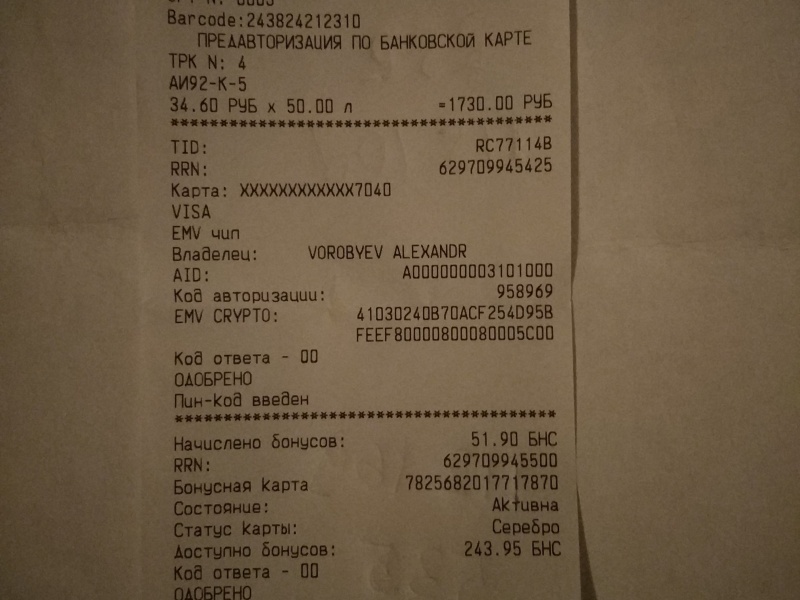 Barcode:243824212310
ПРЕДАВТОРИЗАЦИЯ ПО БАНКОВСКОЙ КАРТЕ
ТРК N: 4
АИ92-К-5
34.60 РУБ x 50.00 л =1730.00 РУБ
************************************************
TID: RC77114B
RRN: 629709945425
Карта: XXXXXXXXXXXX7040
VISA
EMV чип
Владелец: VOROBYEV ALEXANDR
AID: A000000003101000
Код авторизации: 958969
EMV CRYPTO: 41030240B70ACF254D95B
FEEF80000800080005C00
Код ответа - 00
ОДОБРЕНО
Пин-код введен
************************************************
Начислено бонусов: 51.90 БНС
RRN: 629709945500
Бонусная карта 7825682017717870
Состояние: Активна
Статус карты: Серебро
Доступно бонусов: 243.95 БНС
Код ответа - 00
ОДОБРЕНО